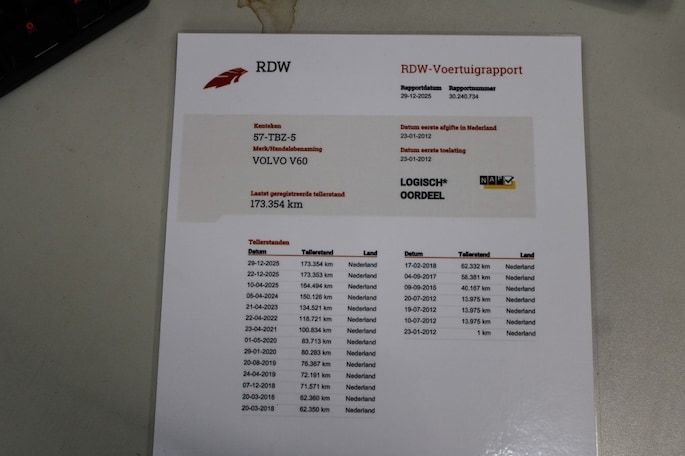 RDW
RDW-Voertuigrapport
Rapportdatum Rapportnummer
29-12-2025 30.240.734
Kenteken
57-TBZ-5
Merk/Handelsbenaming
VOLVO V60
Laatst geregistreerde tellerstand
173.354 km
Datum eerste afgifte in Nederland
23-01-2012
Datum eerste toelating
23-01-2012
LOGISCH*
OORDEEL
NAP
Tellerstanden
Datum Tellerstand Land
29-12-2025 173.354 km Nederland
22-12-2025 173.353 km Nederland
10-04-2025 164.494 km Nederland
05-04-2024 150.126 km Nederland
21-04-2023 134.521 km Nederland
22-04-2022 118.721 km Nederland
23-04-2021 100.834 km Nederland
01-05-2020 83.713 km Nederland
29-01-2020 80.293 km Nederland
20-08-2019 76.367 km Nederland
24-04-2019 72.191 km Nederland
07-12-2018 71.571 km Nederland
20-03-2018 62.360 km Nederland
20-03-2018 62.350 km Nederland
Datum Tellerstand Land
17-02-2018 62.332 km Nederland
04-09-2017 58.381 km Nederland
09-09-2015 40.167 km Nederland
20-07-2012 13.975 km Nederland
19-07-2012 13.975 km Nederland
10-07-2012 13.975 km Nederland
23-01-2012 1 km Nederland